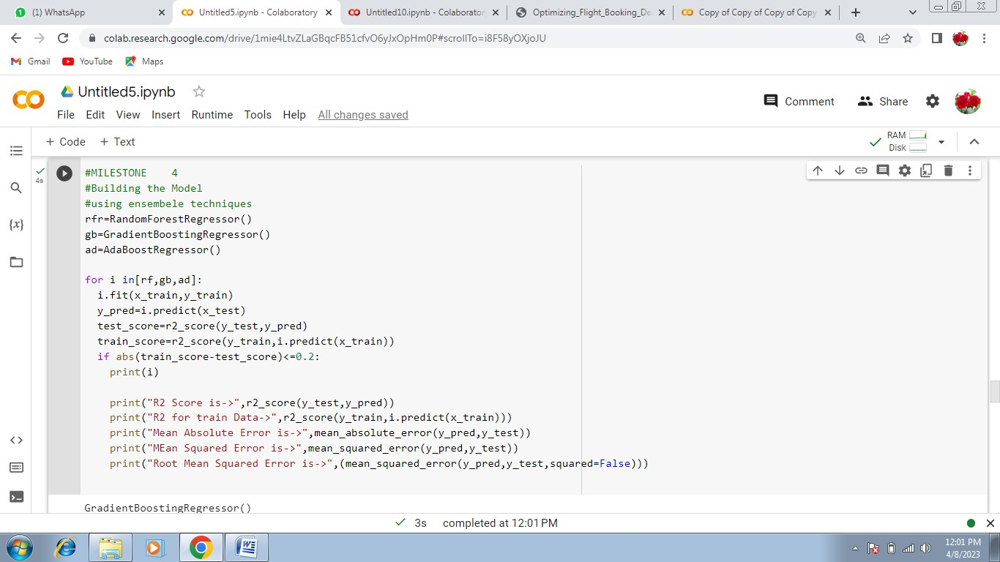 (1) WhatsApp
Untitled5.ipynb - Colaboratory
Untitled10.ipynb - Colaborator
Optimizing_Flight_Booking_De
Copy of Copy of Copy of Copy
colab.research.google.com/drive/1mie4LtvZLaGBqcFB51cfvO6yJxOpHm0P#scrollTo=i8F58yOXjoJU
Gmail YouTube Maps
Untitled5.ipynb
Comment Share
File Edit View Insert Runtime Tools Help All changes saved
+ Code + Text
RAM
Disk
4s
#MILESTONE    4
#Building the Model
#using ensembele techniques
rfr=RandomForestRegressor()
gb=GradientBoostingRegressor()
ad=AdaBoostRegressor()
for i in[rf,gb,ad]:
  i.fit(x_train,y_train)
  y_pred=i.predict(x_test)
  test_score=r2_score(y_test,y_pred)
  train_score=r2_score(y_train,i.predict(x_train))
  if abs(train_score-test_score)<=0.2:
    print(i)
    print("R2 Score is->",r2_score(y_test,y_pred))
    print("R2 for train Data->",r2_score(y_train,i.predict(x_train)))
    print("Mean Absolute Error is->",mean_absolute_error(y_pred,y_test))
    print("MEan Squared Error is->",mean_squared_error(y_pred,y_test))
    print("Root Mean Squared Error is->",(mean_squared_error(y_pred,y_test,squared=False)))
GradientBoostingRegressor()
3s completed at 12:01 PM
12:01 PM
4/8/2023